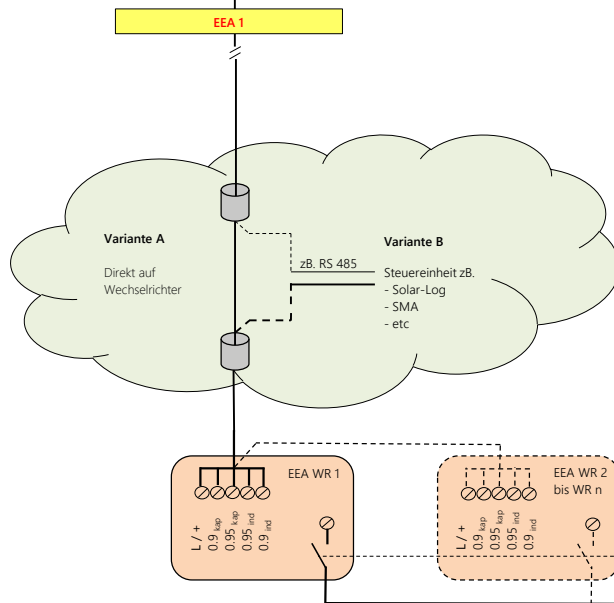 EEA 1
Variante A
Direkt auf
Wechselrichter
zB. RS 485
Variante B
Steuereinheit zB.
- Solar-Log
- SMA
- etc
EEA WR 1
L / +
0.9 kap
0.95 kap
0.95 ind
0.9 ind
EEA WR 2
bis WR n
L / +
0.9 kap
0.95 kap
0.95 ind
0.9 ind